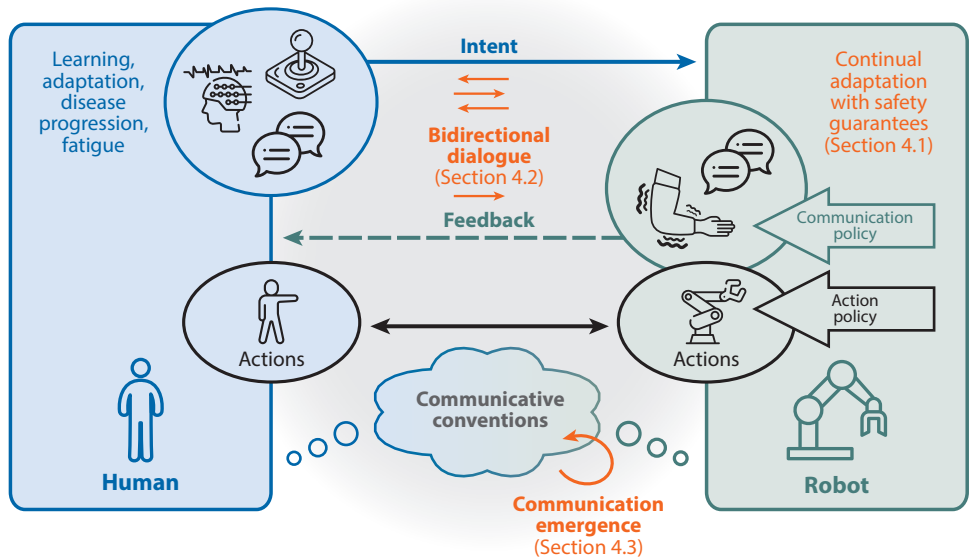 Learning,
adaptation,
disease
progression,
fatigue
Intent
Bidirectional
dialogue
(Section 4.2)
Feedback
Continual
adaptation
with safety
guarantees
(Section 4.1)
Communication
policy
Action
policy
Actions
Actions
Communicative
conventions
Communication
emergence
(Section 4.3)
Human
Robot